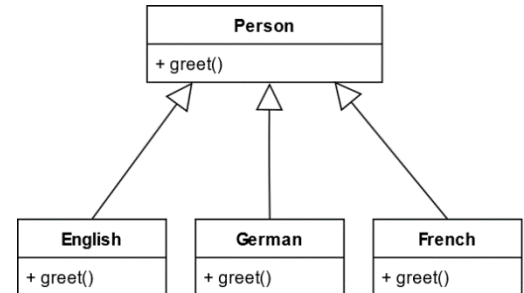 Person
+ greet()
English
+ greet()
German
+ greet()
French
+ greet()